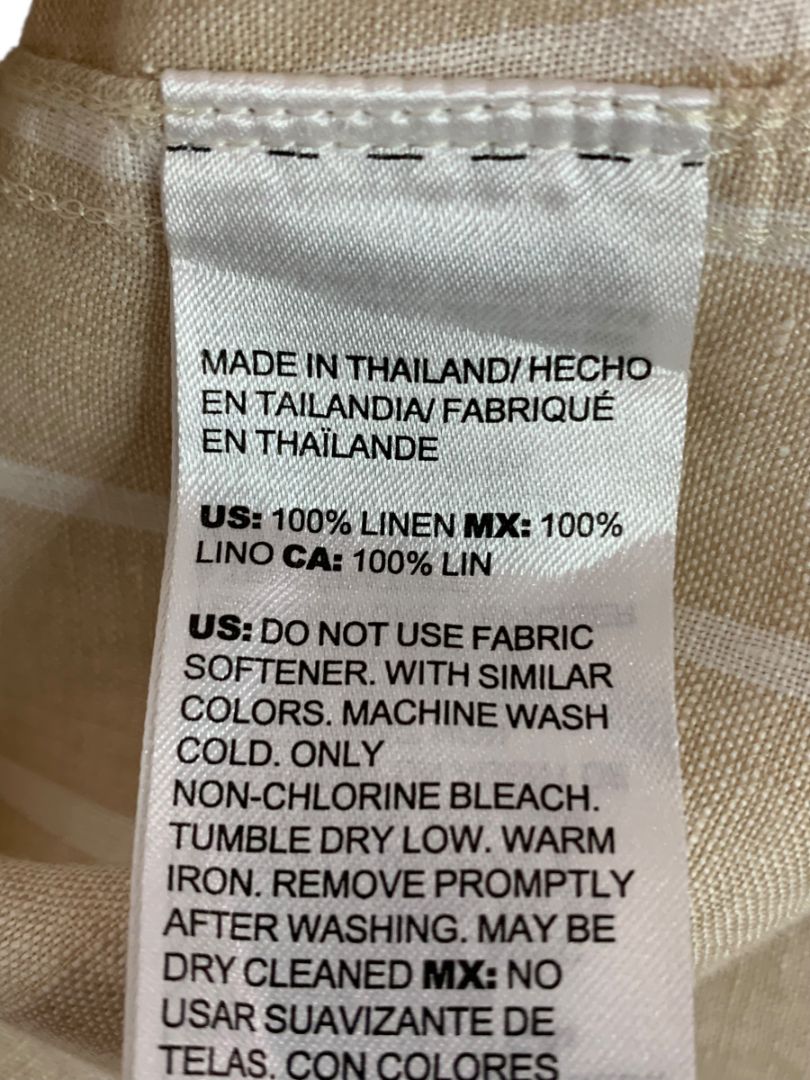 MADE IN THAILAND/ HECHO
EN TAILANDIA/ FABRIQUÉ
EN THAÏLANDE
US: 100% LINEN MX: 100%
LINO CA: 100% LIN
US: DO NOT USE FABRIC
SOFTENER. WITH SIMILAR
COLORS. MACHINE WASH
COLD. ONLY
NON-CHLORINE BLEACH.
TUMBLE DRY LOW. WARM
IRON. REMOVE PROMPTLY
AFTER WASHING. MAY BE
DRY CLEANED MX: NO
USAR SUAVIZANTE DE
TELAS. CON COLORES